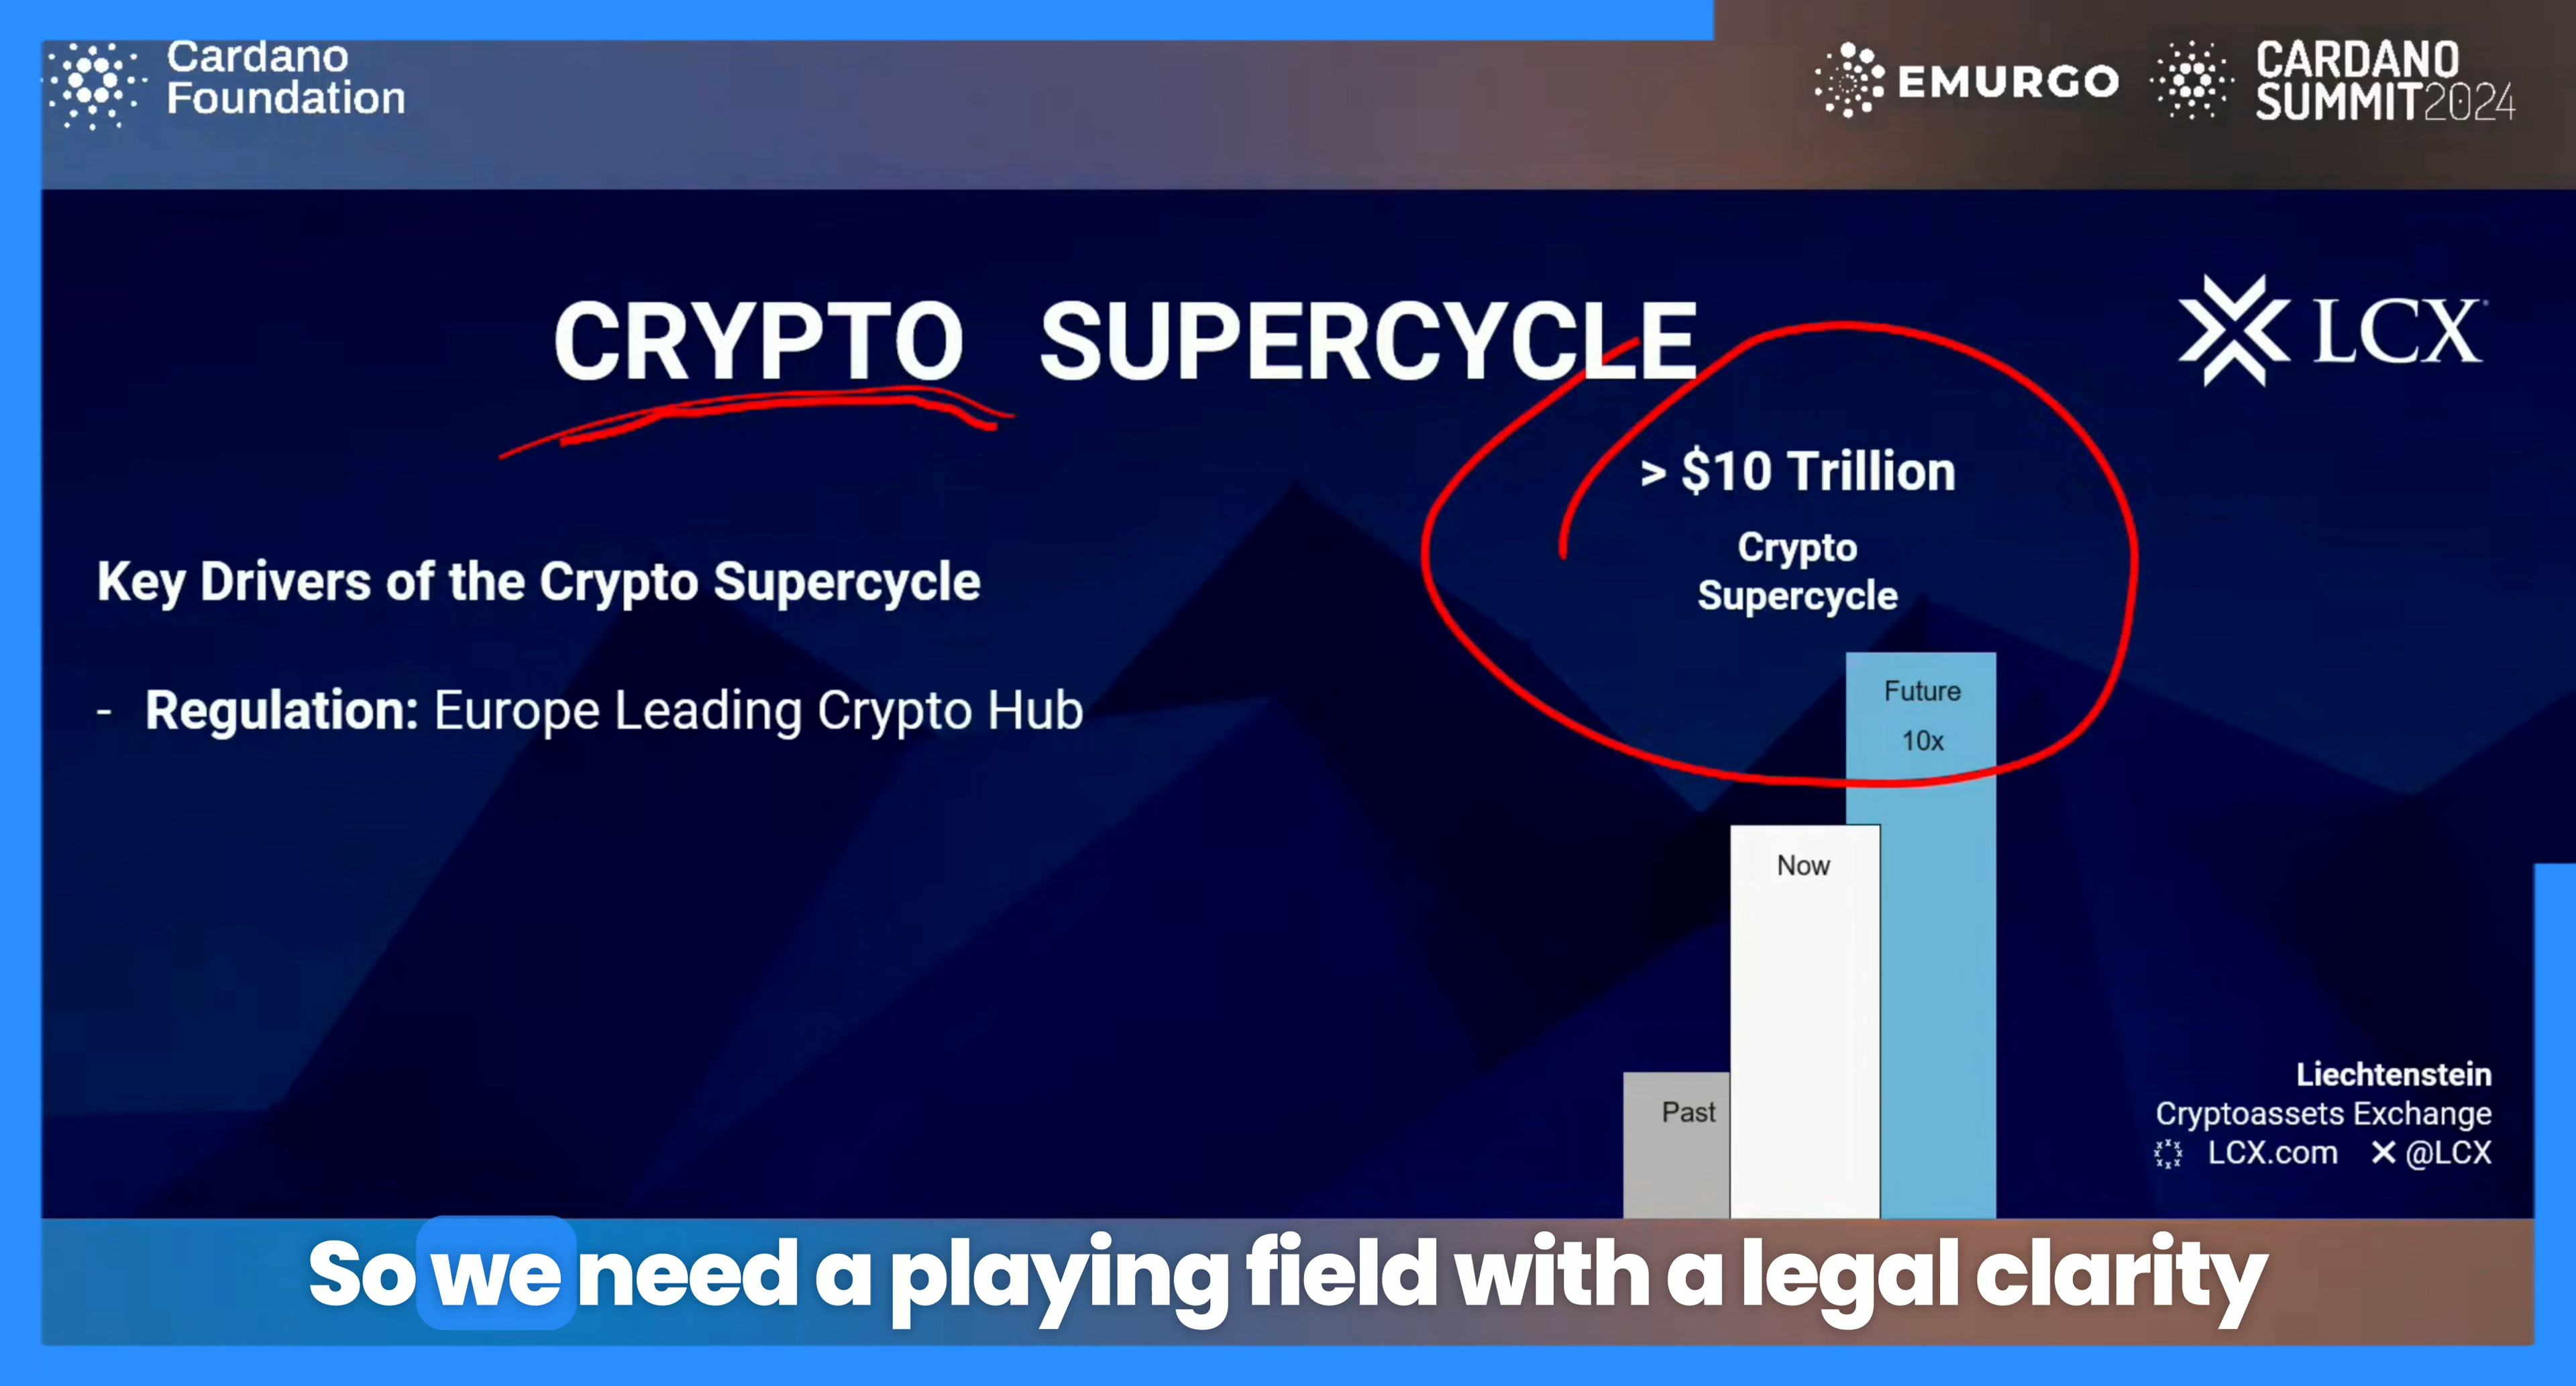 Cardano
Foundation
EMURGO
CARDANO
SUMMIT2024
CRYPTO SUPERCYCLE
LCX
> $10 Trillion
Crypto
Supercycle
Key Drivers of the Crypto Supercycle
- Regulation: Europe Leading Crypto Hub
Future
10x
Now
Past
Liechtenstein
Cryptoassets Exchange
LCX.com X @LCX
So we need a playing field with a legal clarity